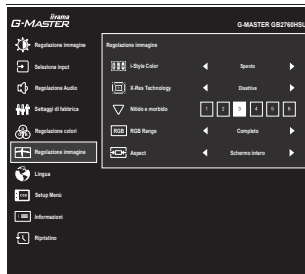 iiyama
G-MASTER
G-MASTER GB2760HSU
Regolazione immagine
Selezione input
Regolazione Audio
Settaggi di fabbrica
Regolazione colori
Regolazione immagine
Lingua
OSD Setup Menù
Informazioni
Ripristino
Regolazione immagine
i-Style Color Spento
X-Res Technology Disattiva
Nitido e morbido 1 2 3 4 5 6
RGB RGB Range Completo
Aspect Schermo intero